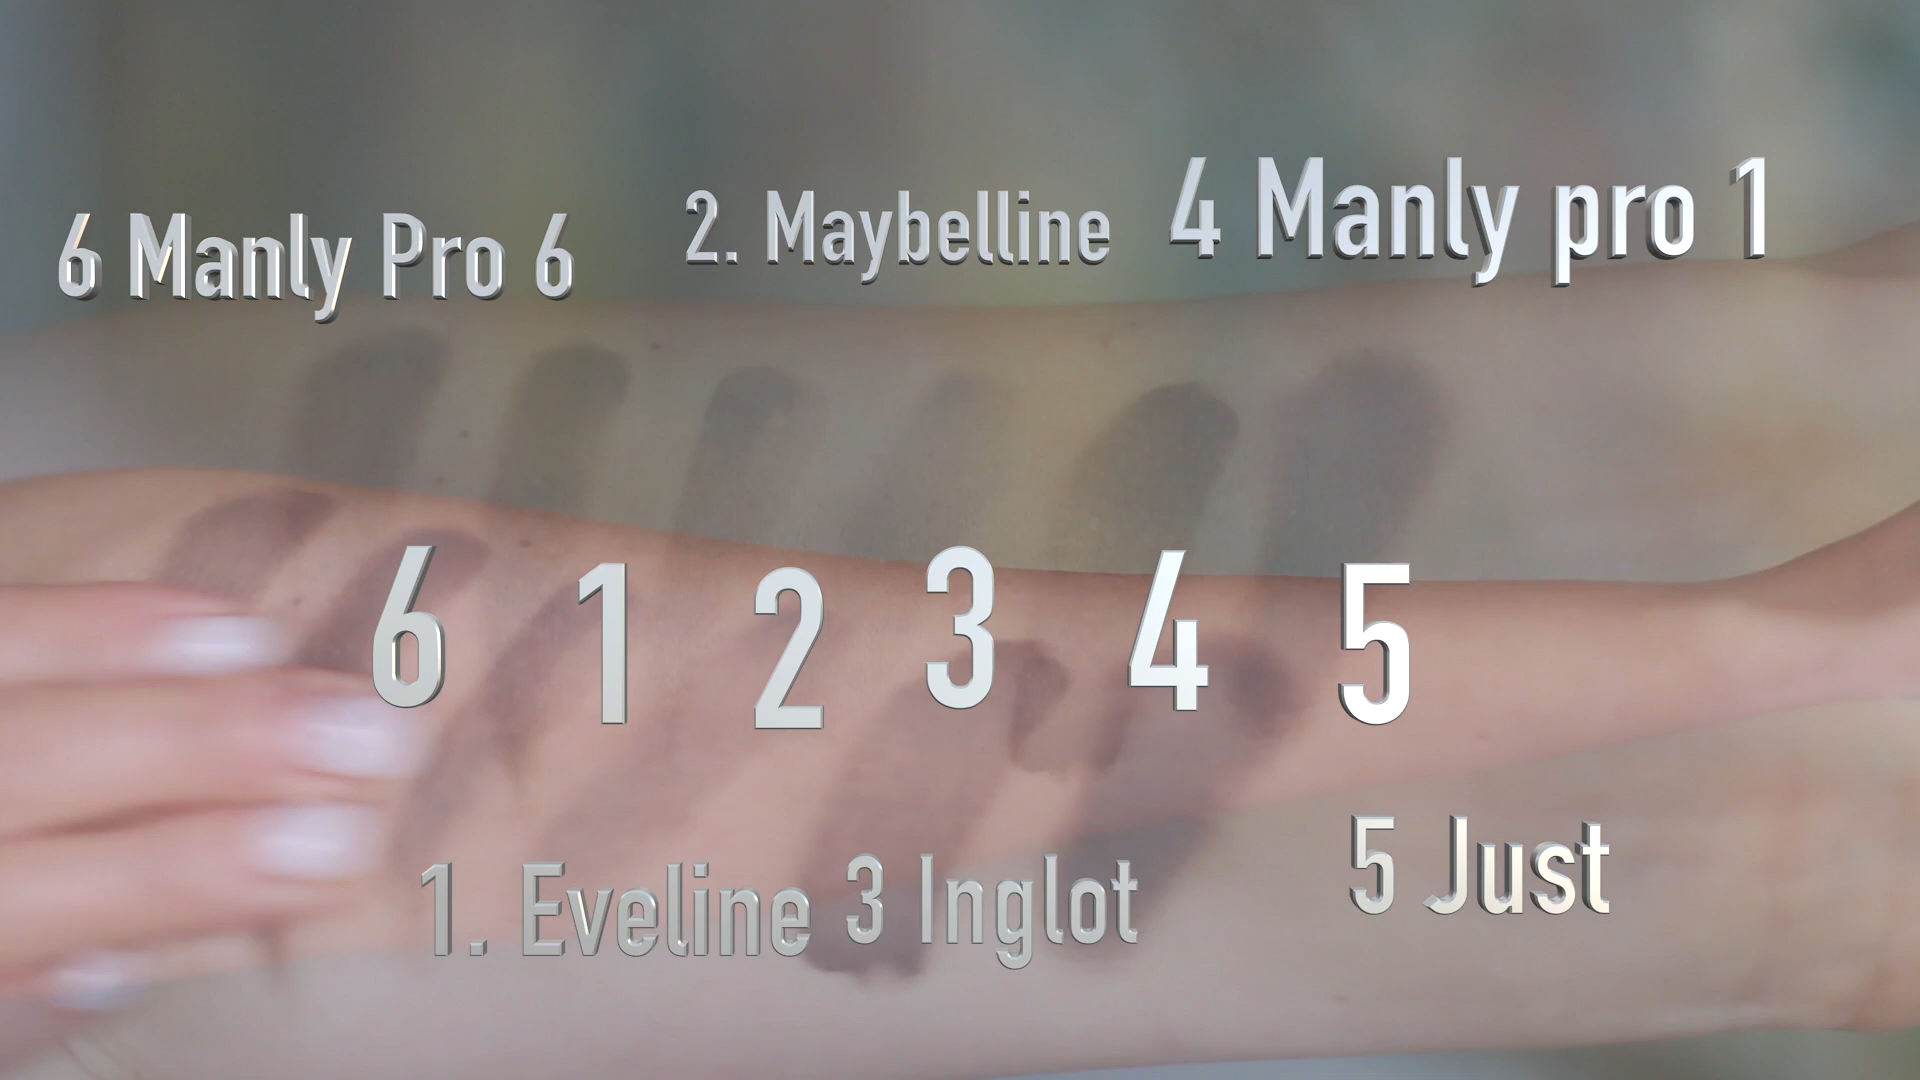 6 Manly Pro 6
2. Maybelline
4 Manly pro 1
6 1 2 3 4 5
1. Eveline
3 Inglot
5 Just